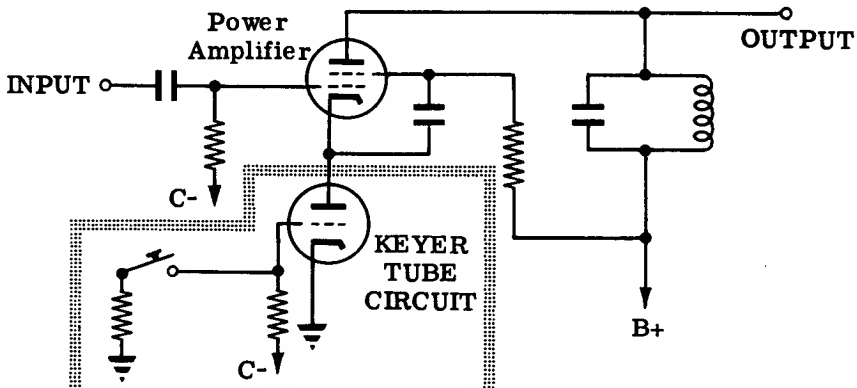 Power
Amplifier
OUTPUT
INPUT
C-
KEYER
TUBE
CIRCUIT
B+
C-